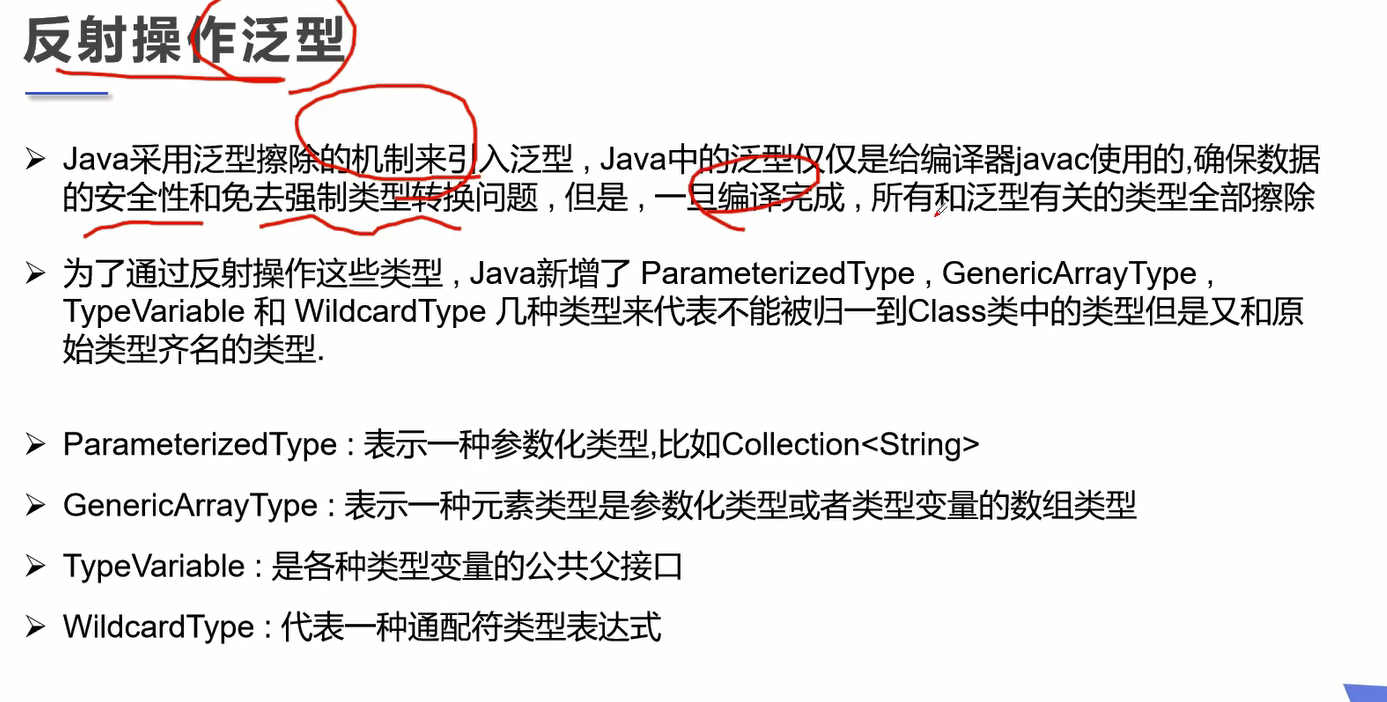 反射操作泛型
Java采用泛型擦除的机制来引入泛型 , Java中的泛型仅仅是给编译器javac使用的,确保数据
的安全性和免去强制类型转换问题 , 但是 , 一旦编译完成 , 所有和泛型有关的类型全部擦除
为了通过反射操作这些类型 , Java新增了 ParameterizedType , GenericArrayType ,
TypeVariable 和 WildcardType 几种类型来代表不能被归一到Class类中的类型但是又和原
始类型齐名的类型.
ParameterizedType : 表示一种参数化类型,比如Collection<String>
GenericArrayType : 表示一种元素类型是参数化类型或者类型变量的数组类型
TypeVariable : 是各种类型变量的公共父接口
WildcardType : 代表一种通配符类型表达式